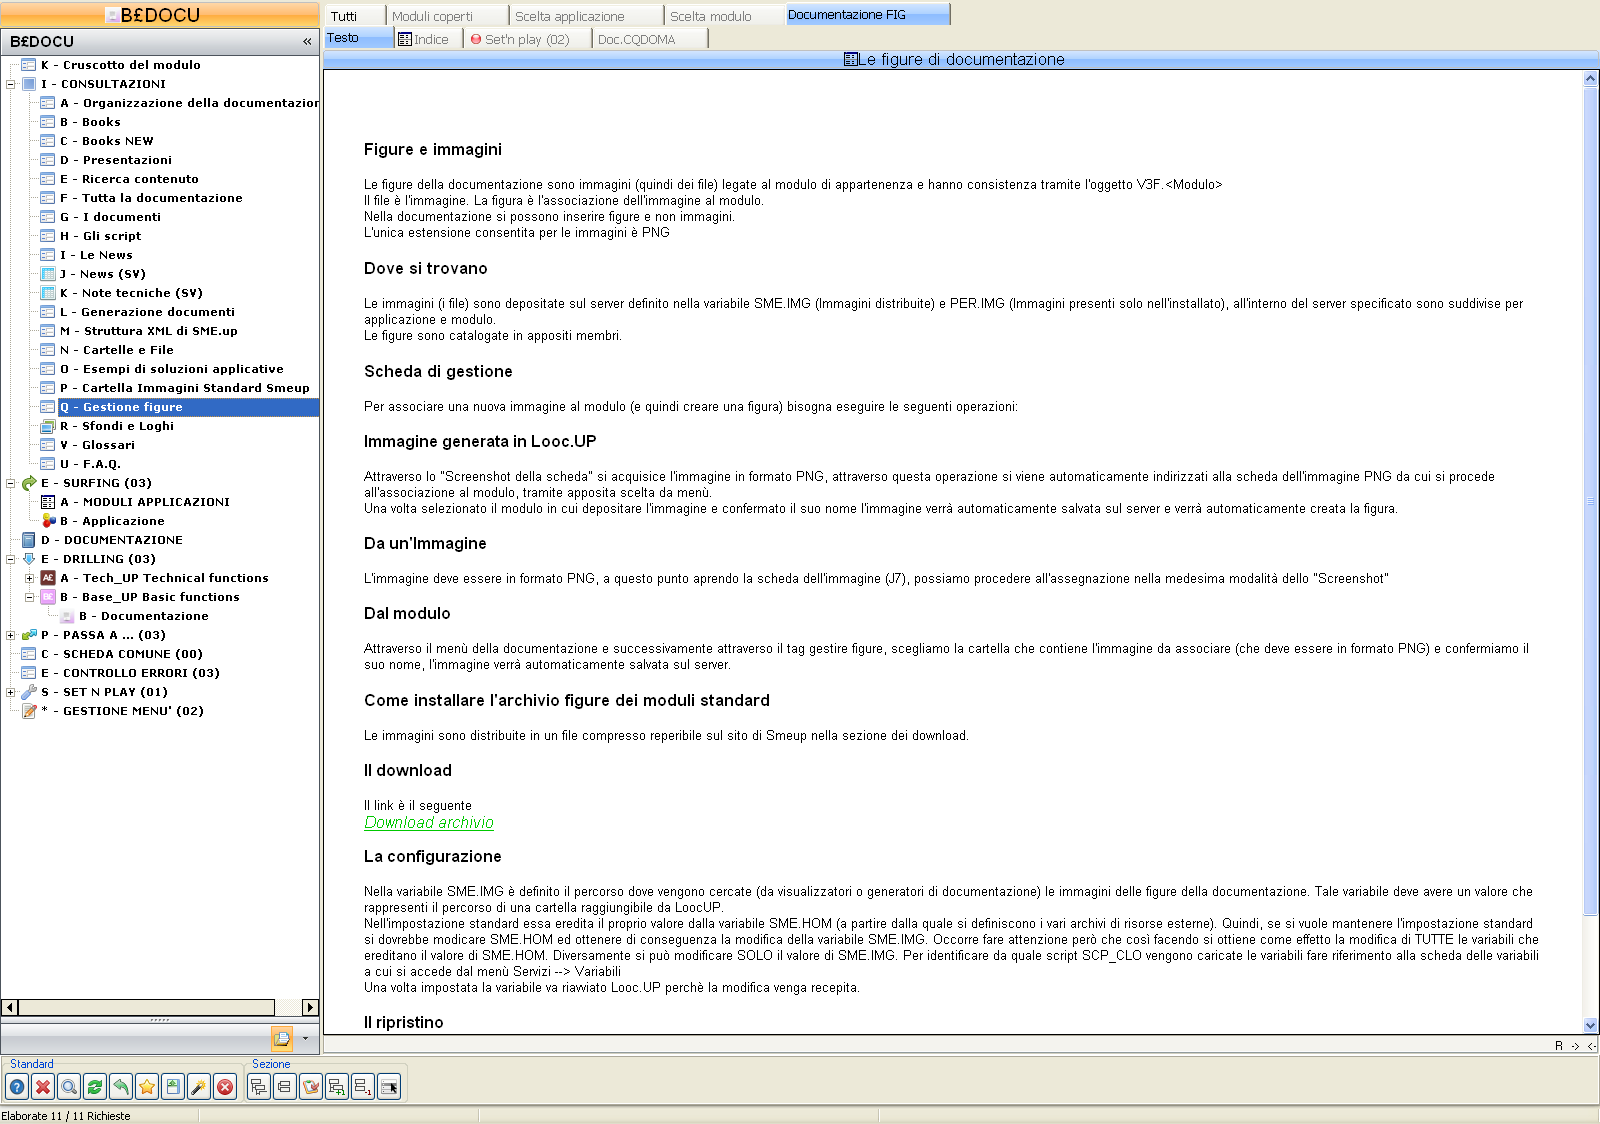 B£DOCU
Tutti
Moduli coperti
Scelta applicazione
Scelta modulo
Documentazione FIG
B£DOCU «
Testo
Indice
Set'n play (02)
Doc.CQDOMA
Le figure di documentazione
K - Cruscotto del modulo
I - CONSULTAZIONI
A - Organizzazione della documentazior
B - Books
C - Books NEW
D - Presentazioni
E - Ricerca contenuto
F - Tutta la documentazione
G - I documenti
H - Gli script
I - Le News
J - News (SV)
K - Note tecniche (SV)
L - Generazione documenti
M - Struttura XML di SME.up
N - Cartelle e File
O - Esempi di soluzioni applicative
P - Cartella Immagini Standard Smeup
Q - Gestione figure
R - Sfondi e Loghi
V - Glossari
U - F.A.Q.
E - SURFING (03)
A - MODULI APPLICAZIONI
B - Applicazione
D - DOCUMENTAZIONE
E - DRILLING (03)
A£ A - Tech_UP Technical functions
B£ B - Base_UP Basic functions
B - Documentazione
P - PASSA A ... (03)
C - SCHEDA COMUNE (00)
E - CONTROLLO ERRORI (03)
S - SET N PLAY (01)
* - GESTIONE MENU' (02)
Figure e immagini
Le figure della documentazione sono immagini (quindi dei file) legate al modulo di appartenenza e hanno consistenza tramite l'oggetto V3F.<Modulo>
Il file è l'immagine. La figura è l'associazione dell'immagine al modulo.
Nella documentazione si possono inserire figure e non immagini.
L'unica estensione consentita per le immagini è PNG
Dove si trovano
Le immagini (i file) sono depositate sul server definito nella variabile SME.IMG (Immagini distribuite) e PER.IMG (Immagini presenti solo nell'installato), all'interno del server specificato sono suddivise per
applicazione e modulo.
Le figure sono catalogate in appositi membri.
Scheda di gestione
Per associare una nuova immagine al modulo (e quindi creare una figura) bisogna eseguire le seguenti operazioni:
Immagine generata in Looc.UP
Attraverso lo "Screenshot della scheda" si acquisice l'immagine in formato PNG, attraverso questa operazione si viene automaticamente indirizzati alla scheda dell'immagine PNG da cui si procede
all'associazione al modulo, tramite apposita scelta da menù.
Una volta selezionato il modulo in cui depositare l'immagine e confermato il suo nome l'immagine verrà automaticamente salvata sul server e verrà automaticamente creata la figura.
Da un'Immagine
L'immagine deve essere in formato PNG, a questo punto aprendo la scheda dell'immagine (J7), possiamo procedere all'assegnazione nella medesima modalità dello "Screenshot"
Dal modulo
Attraverso il menù della documentazione e successivamente attraverso il tag gestire figure, scegliamo la cartella che contiene l'immagine da associare (che deve essere in formato PNG) e confermiamo il
suo nome, l'immagine verrà automaticamente salvata sul server.
Come installare l'archivio figure dei moduli standard
Le immagini sono distribuite in un file compresso reperibile sul sito di Smeup nella sezione dei download.
Il download
Il link è il seguente
Download archivio
La configurazione
Nella variabile SME.IMG è definito il percorso dove vengono cercate (da visualizzatori o generatori di documentazione) le immagini delle figure della documentazione. Tale variabile deve avere un valore che
rappresenti il percorso di una cartella raggiungibile da LoocUP.
Nell'impostazione standard essa eredita il proprio valore dalla variabile SME.HOM (a partire dalla quale si definiscono i vari archivi di risorse esterne). Quindi, se si vuole mantenere l'impostazione standard
si dovrebbe modicare SME.HOM ed ottenere di conseguenza la modifica della variabile SME.IMG. Occorre fare attenzione però che così facendo si ottiene come effetto la modifica di TUTTE le variabili che
ereditano il valore di SME.HOM. Diversamente si può modificare SOLO il valore di SME.IMG. Per identificare da quale script SCP_CLO vengono caricate le variabili fare riferimento alla scheda delle variabili
a cui si accede dal menù Servizi --> Variabili
Una volta impostata la variabile va riavviato Looc.UP perchè la modifica venga recepita.
Il ripristino
R -> <-
Standard
Sezione
Elaborate 11 / 11 Richieste